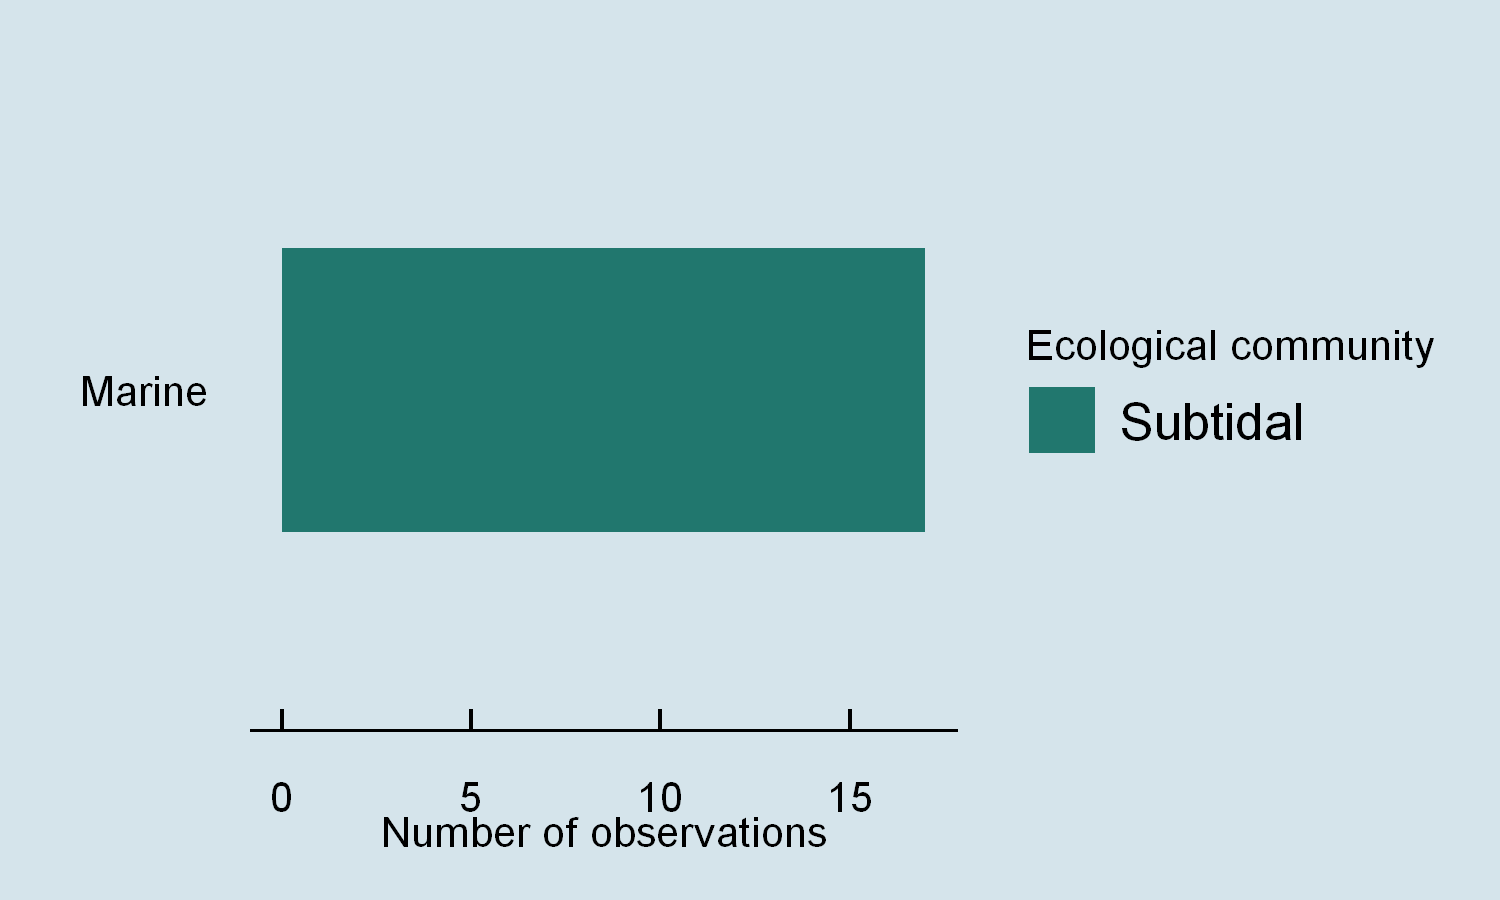 Ecological community
Marine
Subtidal
0 5 10 15
Number of observations